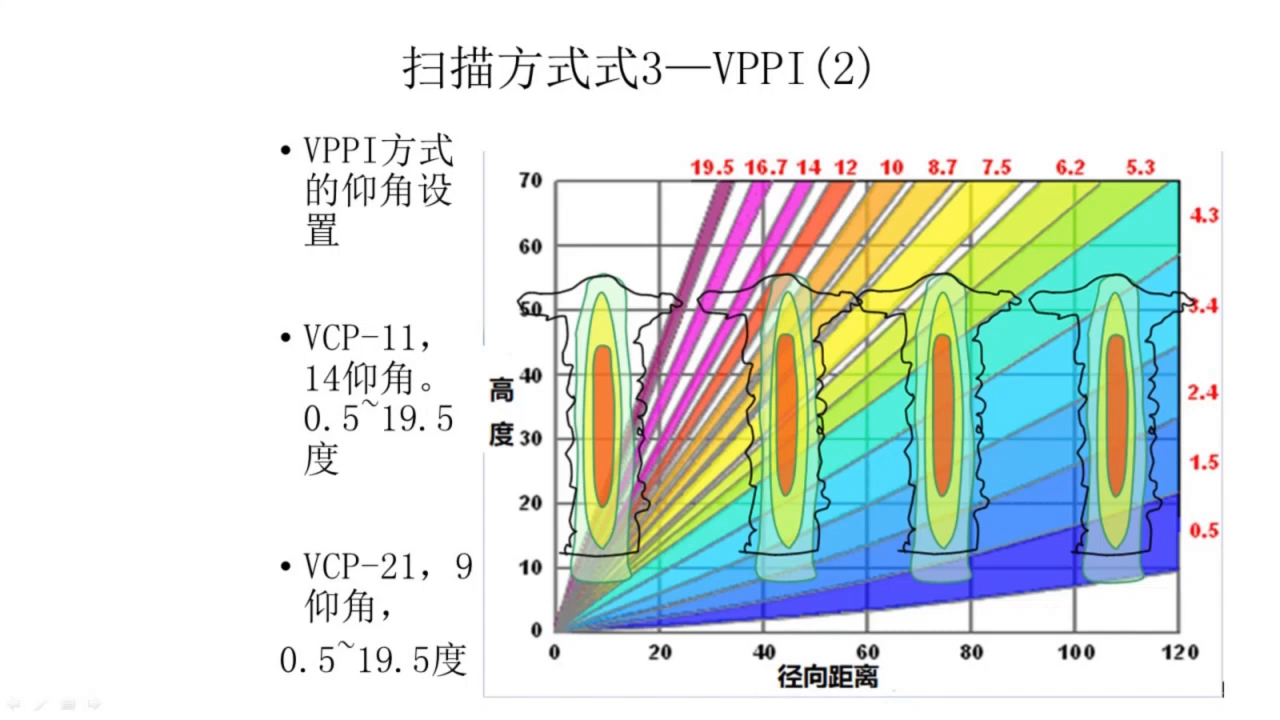 扫描方式式3—VPPI(2)
• VPPI方式
的仰角设
置
• VCP-11，
14仰角。
0.5~19.5
度
• VCP-21，9
仰角，
0.5~19.5度
19.5 16.7 14 12 10 8.7 7.5 6.2 5.3
4.3
3.4
2.4
1.5
0.5
70
60
50
40
30
20
10
0
高
度
0 20 40 60 80 100 120
径向距离